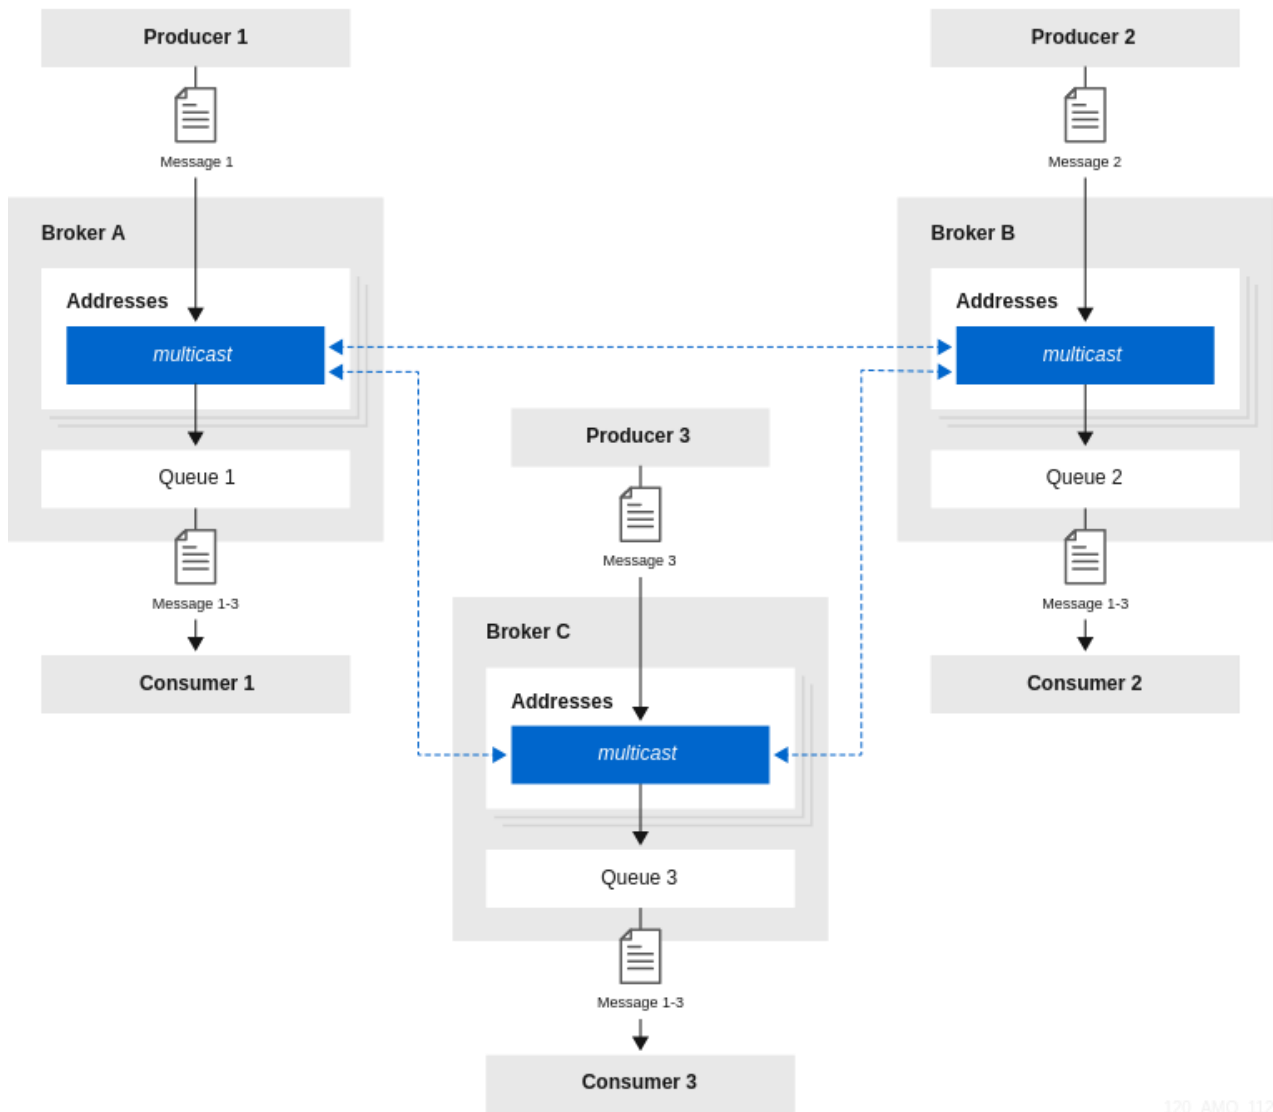 Producer 1
Producer 2
Message 1
Message 2
Broker A
Broker B
Addresses
Addresses
multicast
multicast
Producer 3
Queue 1
Queue 2
Message 3
Message 1-3
Message 1-3
Broker C
Consumer 1
Consumer 2
Addresses
multicast
Queue 3
Message 1-3
Consumer 3
120_AMQ_112